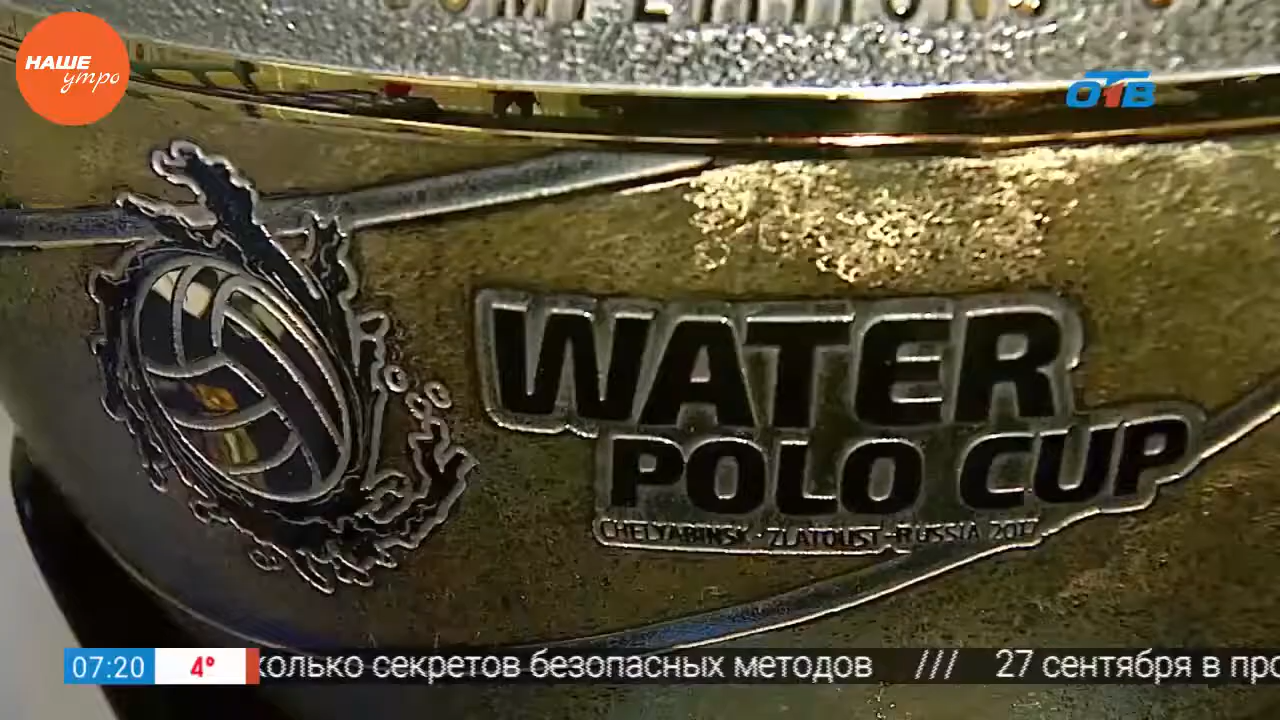 COMPETITIONS
НАШЕ
утро
ОТВ
WATER
POLO CUP
CHELYABINSK - ZLATOUST - RUSSIA 2017
07:20 4° колько секретов безопасных методов /// 27 сентября в про